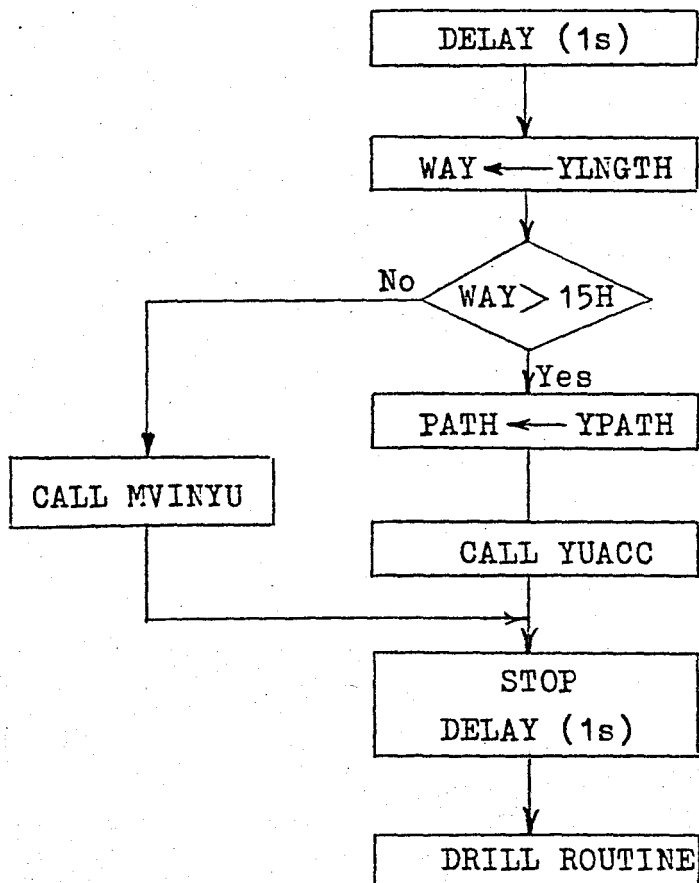 DELAY (1s)
WAY ← YLNGTH
WAY > 15H
No
Yes
PATH ← YPATH
CALL MVINYU
CALL YUACC
STOP
DELAY (1s)
DRILL ROUTINE